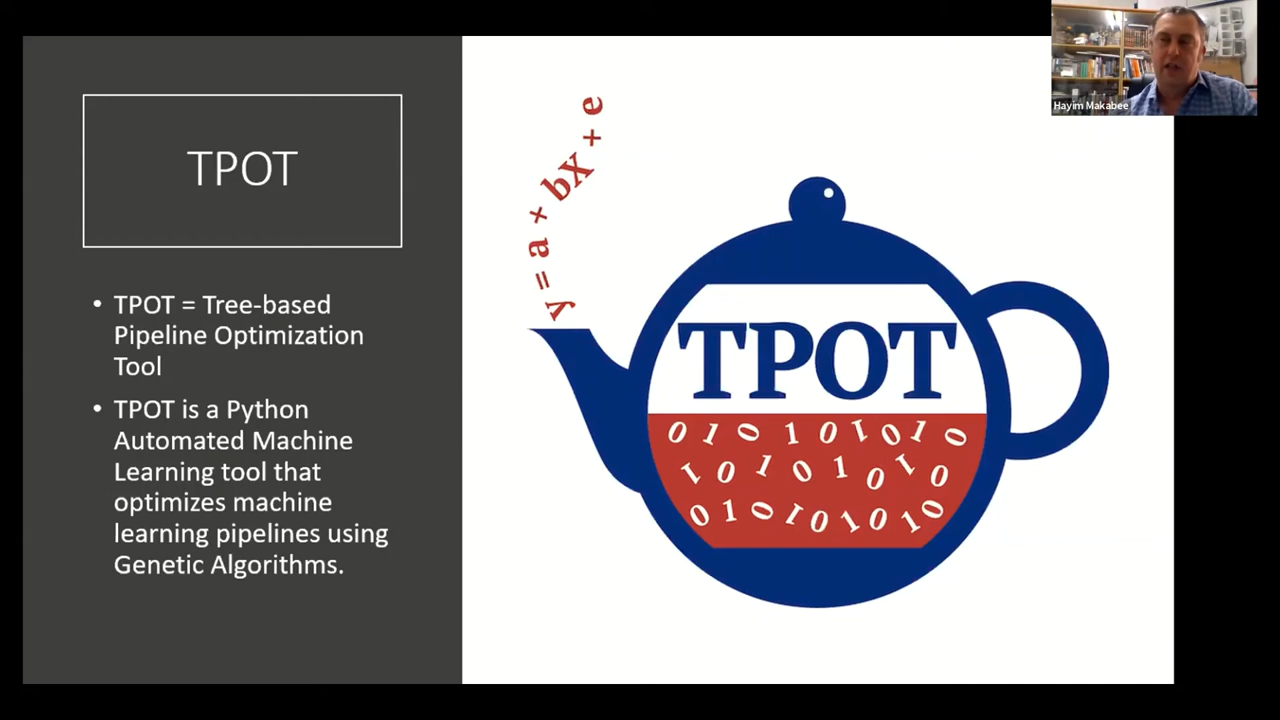 TPOT
• TPOT = Tree-based
Pipeline Optimization
Tool
• TPOT is a Python
Automated Machine
Learning tool that
optimizes machine
learning pipelines using
Genetic Algorithms.
y = a + bX + e
TPOT
0 1 0 1 0 1 0 1 0
1 0 1 0 1 0 1 0
0 1 0 1 0 1 0 1 0
Hayim Makabee